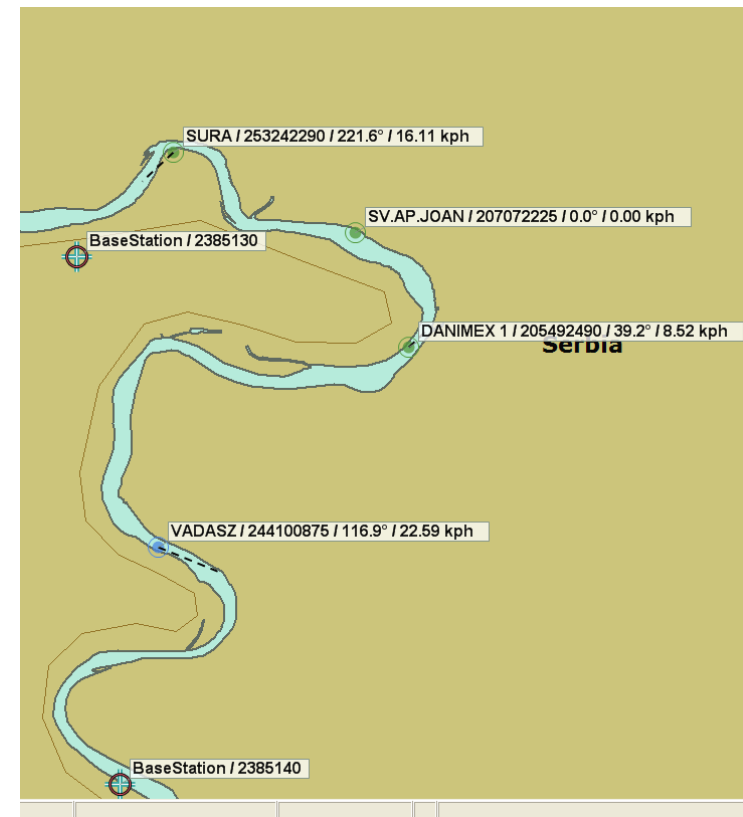 SURA / 253242290 / 221.6° / 16.11 kph
SV.AP.JOAN / 207072225 / 0.0° / 0.00 kph
BaseStation / 2385130
DANIMEX 1 / 205492490 / 39.2° / 8.52 kph
Serbia
VADASZ / 244100875 / 116.9° / 22.59 kph
BaseStation / 2385140